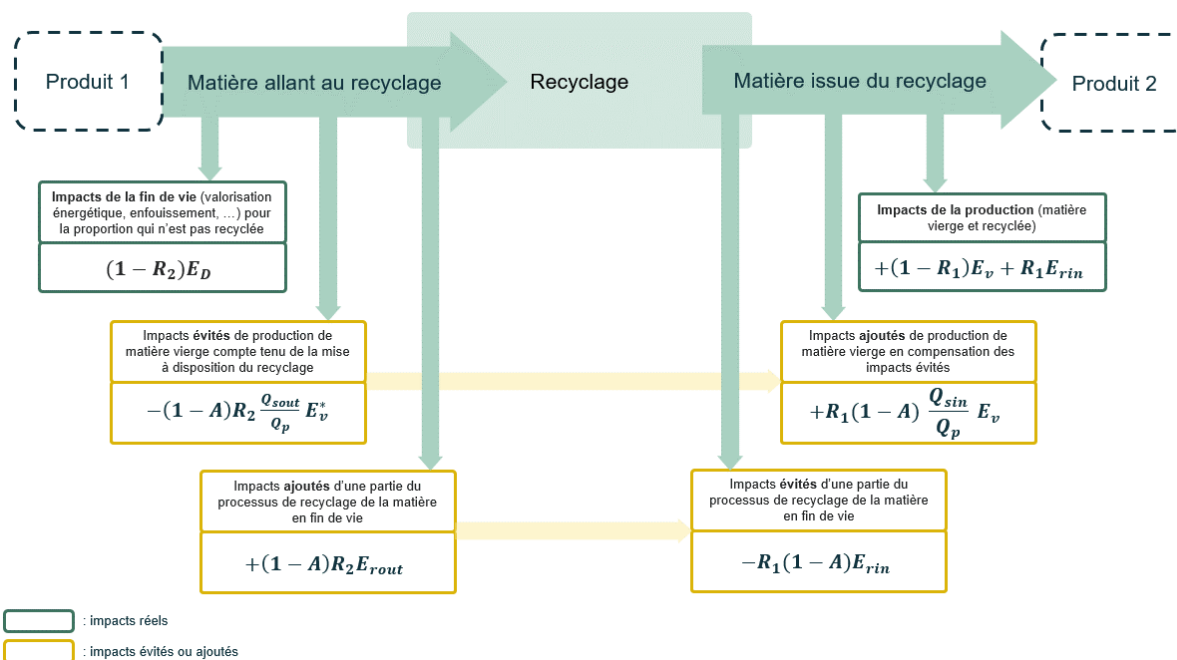 Produit 1
Matière allant au recyclage
Recyclage
Matière issue du recyclage
Produit 2
Impacts de la fin de vie (valorisation
énergétique, enfouissement, …) pour
la proportion qui n'est pas recyclée
(1 − R₂)E_D
Impacts de la production (matière
vierge et recyclée)
+(1 − R₁)E_v + R₁E_rin
Impacts évités de production de
matière vierge compte tenu de la mise
à disposition du recyclage
−(1 − A)R₂ Q_sout/Q_p E_v^*
Impacts ajoutés de production de
matière vierge en compensation des
impacts évités
+R₁(1 − A) Q_sin/Q_p E_v
Impacts ajoutés d'une partie du
processus de recyclage de la matière
en fin de vie
+(1 − A)R₂E_rout
Impacts évités d'une partie du
processus de recyclage de la matière
en fin de vie
−R₁(1 − A)E_rin
: impacts réels
: impacts évités ou ajoutés